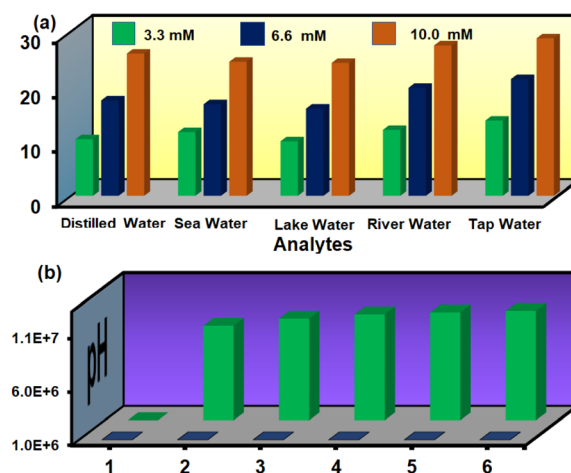 (a)
3.3 mM 6.6 mM 10.0 mM
30
20
10
0
Distilled Water Sea Water Lake Water River Water Tap Water
Analytes
(b)
pH
1.1E+7
6.0E+6
1.0E+6
1 2 3 4 5 6